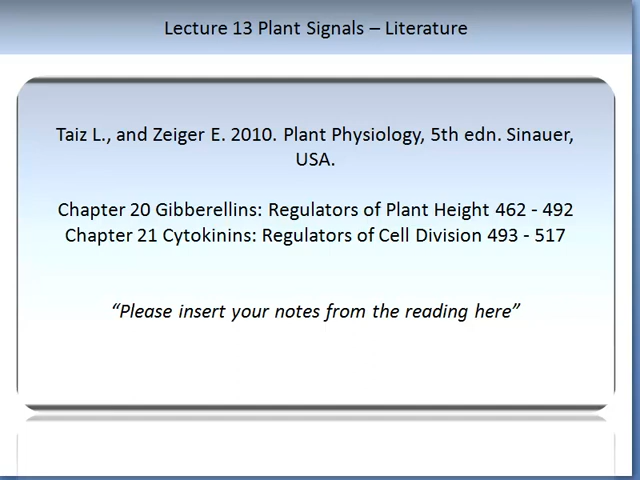 Lecture 13 Plant Signals – Literature
Taiz L., and Zeiger E. 2010. Plant Physiology, 5th edn. Sinauer,
USA.
Chapter 20 Gibberellins: Regulators of Plant Height 462 - 492
Chapter 21 Cytokinins: Regulators of Cell Division 493 - 517
“Please insert your notes from the reading here”